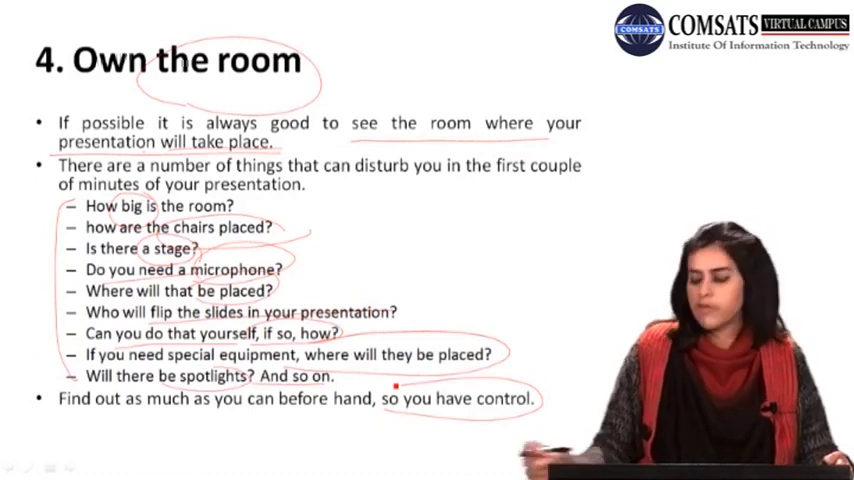 COMSATS VIRTUAL CAMPUS
COMSATS
Institute Of Information Technology
4. Own the room
• If possible it is always good to see the room where your
presentation will take place.
• There are a number of things that can disturb you in the first couple
of minutes of your presentation.
– How big is the room?
– how are the chairs placed?
– Is there a stage?
– Do you need a microphone?
– Where will that be placed?
– Who will flip the slides in your presentation?
– Can you do that yourself, if so, how?
– If you need special equipment, where will they be placed?
– Will there be spotlights? And so on.
• Find out as much as you can before hand, so you have control.